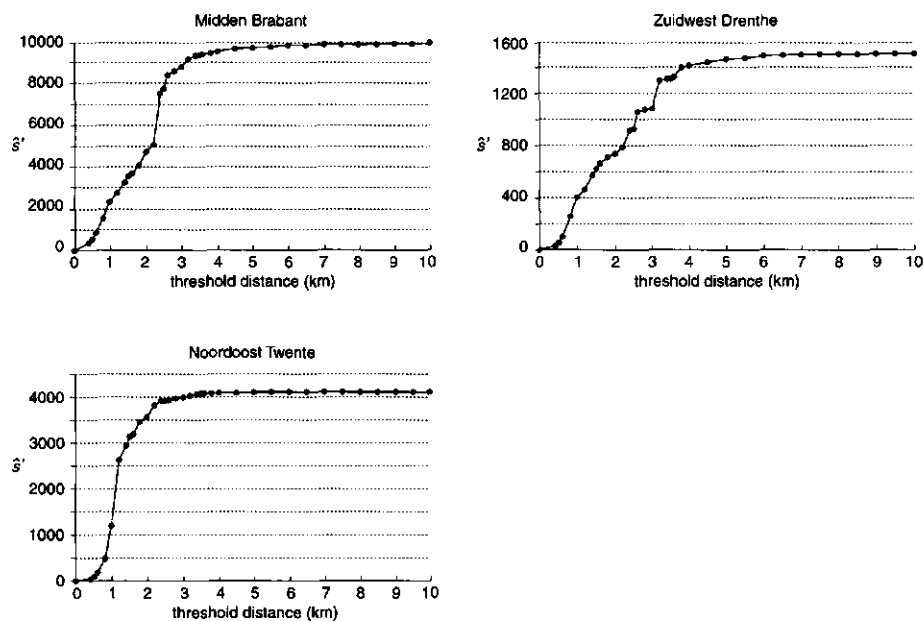 Midden Brabant
10000
8000
6000
ŝ'
4000
2000
0
0 1 2 3 4 5 6 7 8 9 10
threshold distance (km)
Zuidwest Drenthe
1600
1200
ŝ'
800
400
0
0 1 2 3 4 5 6 7 8 9 10
threshold distance (km)
Noordoost Twente
4000
ŝ'
3000
2000
1000
0
0 1 2 3 4 5 6 7 8 9 10
threshold distance (km)